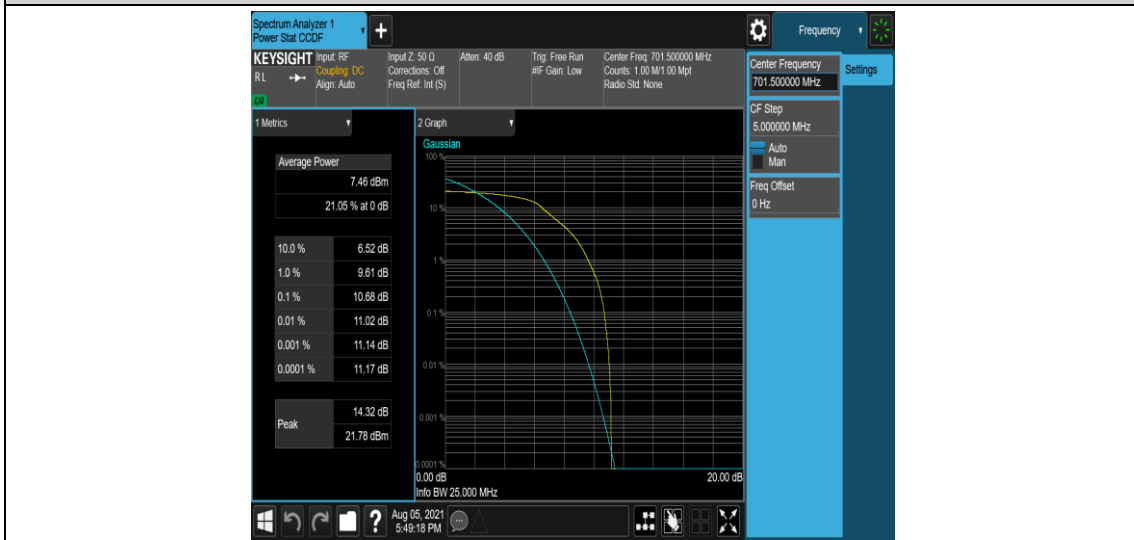 Spectrum Analyzer 1
Power Stat CCDF
Frequency
KEYSIGHT
RL
Input: RF
Coupling: DC
Align: Auto
Input Z: 50 Ω
Corrections: Off
Freq Ref: Int (S)
Atten: 40 dB
Trig: Free Run
#IF Gain: Low
Center Freq: 701.500000 MHz
Counts: 1.00 M/1.00 Mpt
Radio Std: None
Center Frequency
701.500000 MHz
Settings
CF Step
5.000000 MHz
Auto
Man
Freq Offset
0 Hz
1 Metrics
Average Power
7.46 dBm
21.05 % at 0 dB
10.0 % 6.52 dB
1.0 % 9.61 dB
0.1 % 10.68 dB
0.01 % 11.02 dB
0.001 % 11.14 dB
0.0001 % 11.17 dB
Peak
14.32 dB
21.78 dBm
2 Graph
Gaussian
100 %
10 %
1 %
0.1 %
0.01 %
0.001 %
0.0001 %
0.00 dB 20.00 dB
Info BW 25.000 MHz
Aug 05, 2021
5:49:18 PM